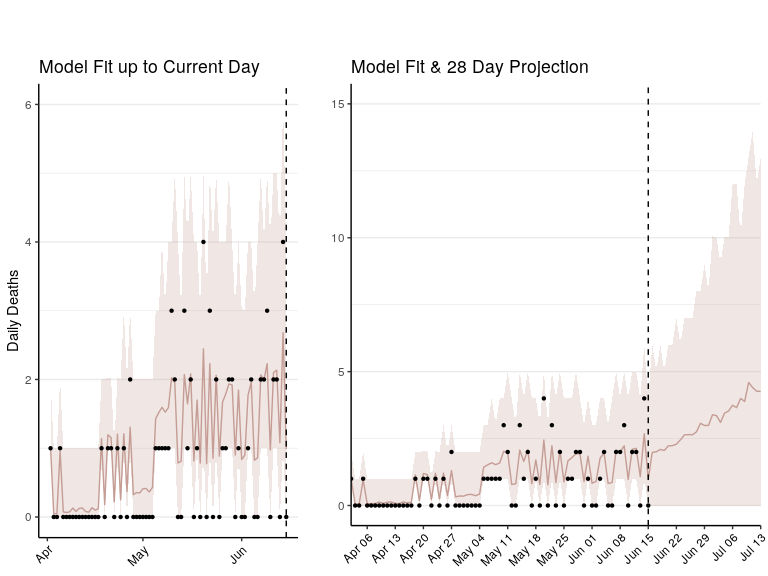 Model Fit up to Current Day
Model Fit & 28 Day Projection
Daily Deaths
6
4
2
0
Apr
May
Jun
15
10
5
0
Apr 06
Apr 13
Apr 20
Apr 27
May 04
May 11
May 18
May 25
Jun 01
Jun 08
Jun 15
Jun 22
Jun 29
Jul 06
Jul 13